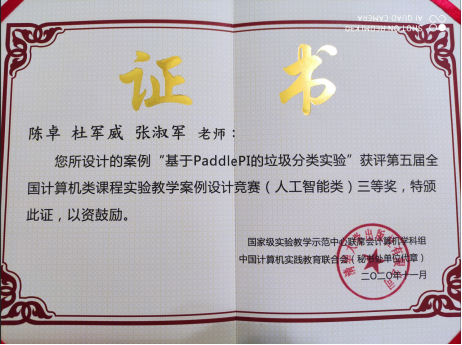 证书
陈卓 杜军威 张淑军 老师：
您所设计的案例“基于PaddlePI的垃圾分类实验”获评第五届全
国计算机类课程实验教学案例设计竞赛（人工智能类）三等奖，特颁
此证，以资鼓励。
国家级实验教学示范中心联席会计算机学科组
中国计算机实践教育联合会（秘书处单位代章）
二〇二〇年十一月
AI QUAD CAMERA